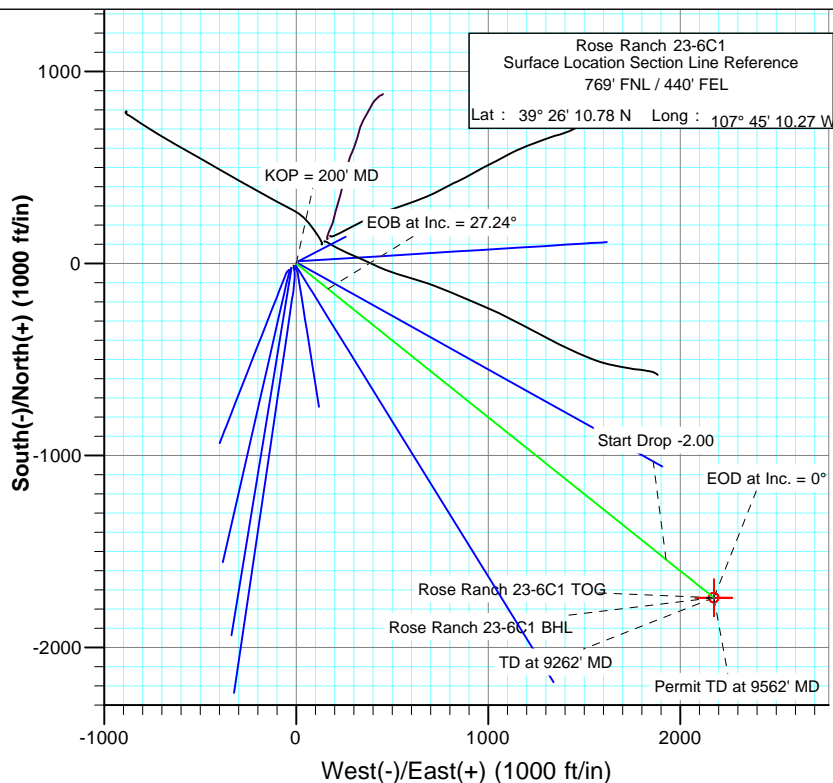 Rose Ranch 23-6C1
Surface Location Section Line Reference
769' FNL / 440' FEL
Lat : 39° 26' 10.78 N Long : 107° 45' 10.27 W
1000
KOP = 200' MD
EOB at Inc. = 27.24°
0
South(-)/North(+) (1000 ft/in)
Start Drop -2.00
-1000
EOD at Inc. = 0°
Rose Ranch 23-6C1 TOG
Rose Ranch 23-6C1 BHL
-2000
TD at 9262' MD
Permit TD at 9562' MD
-1000
0
1000
2000
West(-)/East(+) (1000 ft/in)